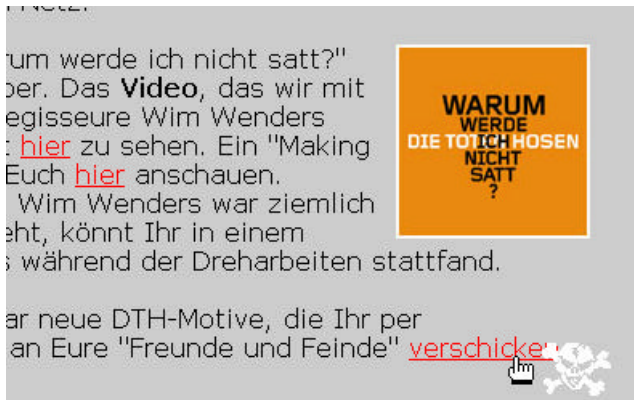 Netz.
rum werde ich nicht satt?"
ber. Das Video, das wir mit
egisseure Wim Wenders
hier zu sehen. Ein "Making
Euch hier anschauen.
Wim Wenders war ziemlich
eht, könnt Ihr in einem
s während der Dreharbeiten stattfand.
ar neue DTH-Motive, die Ihr per
an Eure "Freunde und Feinde" verschicken
WARUM
WERDE
DIE TOTEN HOSEN
ICH
NICHT
SATT
?